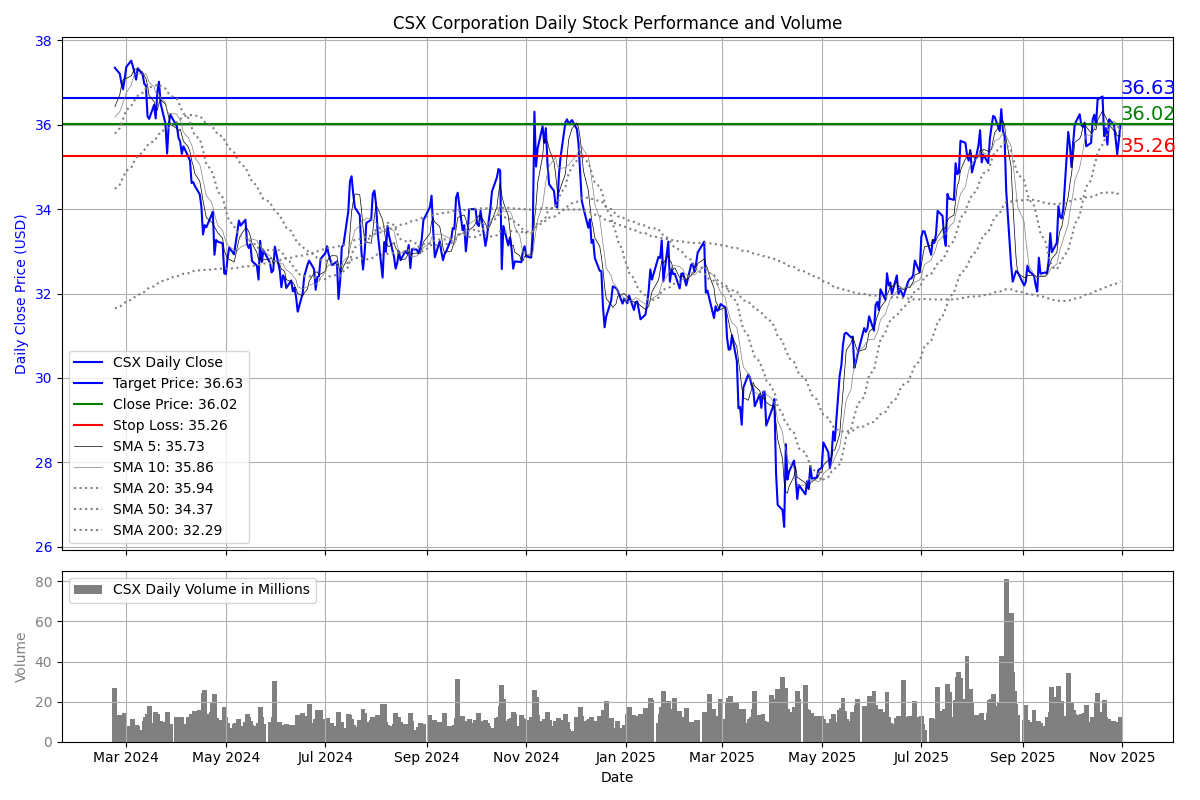 CSX Corporation Daily Stock Performance and Volume
38
36
34
32
30
28
26
Daily Close Price (USD)
36.63
36.02
35.26
CSX Daily Close
Target Price: 36.63
Close Price: 36.02
Stop Loss: 35.26
SMA 5: 35.73
SMA 10: 35.86
SMA 20: 35.94
SMA 50: 34.37
SMA 200: 32.29
80
60
40
20
0
Volume
CSX Daily Volume in Millions
Mar 2024 May 2024 Jul 2024 Sep 2024 Nov 2024 Jan 2025 Mar 2025 May 2025 Jul 2025 Sep 2025 Nov 2025
Date